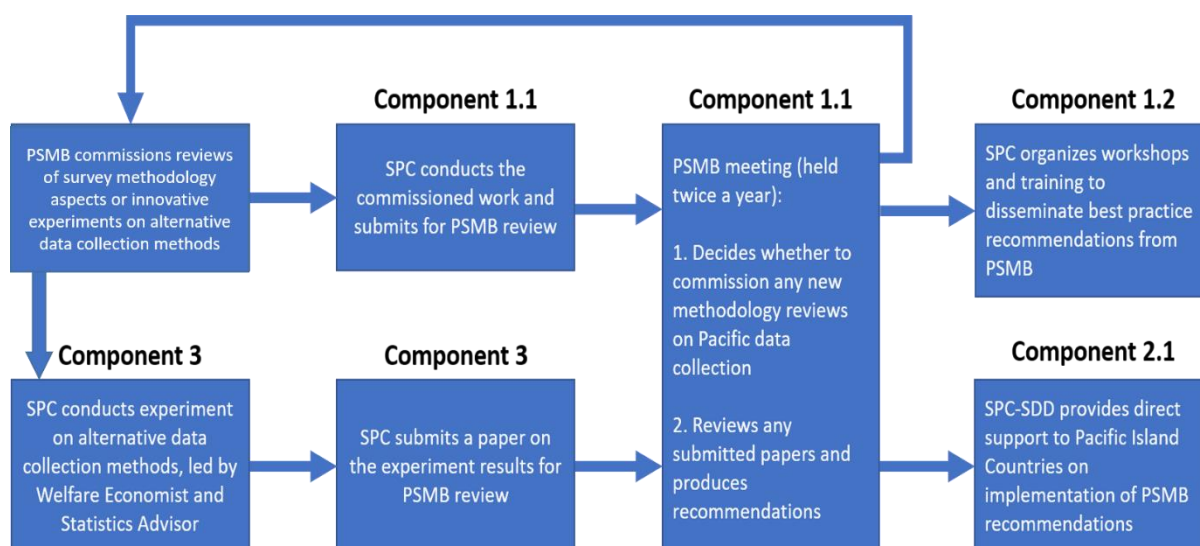 PSMB commissions reviews
of survey methodology
aspects or innovative
experiments on alternative
data collection methods
Component 1.1
SPC conducts the
commissioned work and
submits for PSMB review
Component 1.1
PSMB meeting (held
twice a year):
1. Decides whether to
commission any new
methodology reviews
on Pacific data
collection
2. Reviews any
submitted papers and
produces
recommendations
Component 1.2
SPC organizes workshops
and training to
disseminate best practice
recommendations from
PSMB
Component 3
SPC conducts experiment
on alternative data
collection methods, led by
Welfare Economist and
Statistics Advisor
Component 3
SPC submits a paper on
the experiment results for
PSMB review
Component 2.1
SPC-SDD provides direct
support to Pacific Island
Countries on
implementation of PSMB
recommendations